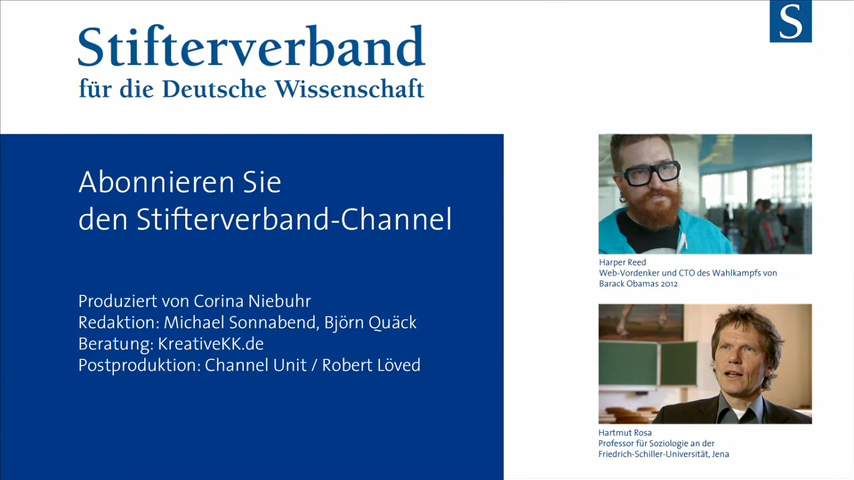 Stifterverband
für die Deutsche Wissenschaft
S
Abonnieren Sie
den Stifterverband-Channel
Produziert von Corina Niebuhr
Redaktion: Michael Sonnabend, Björn Quäck
Beratung: KreativeKK.de
Postproduktion: Channel Unit / Robert Löved
Harper Reed
Web-Vordenker und CTO des Wahlkampfs von
Barack Obamas 2012
Hartmut Rosa
Professor für Soziologie an der
Friedrich-Schiller-Universität, Jena